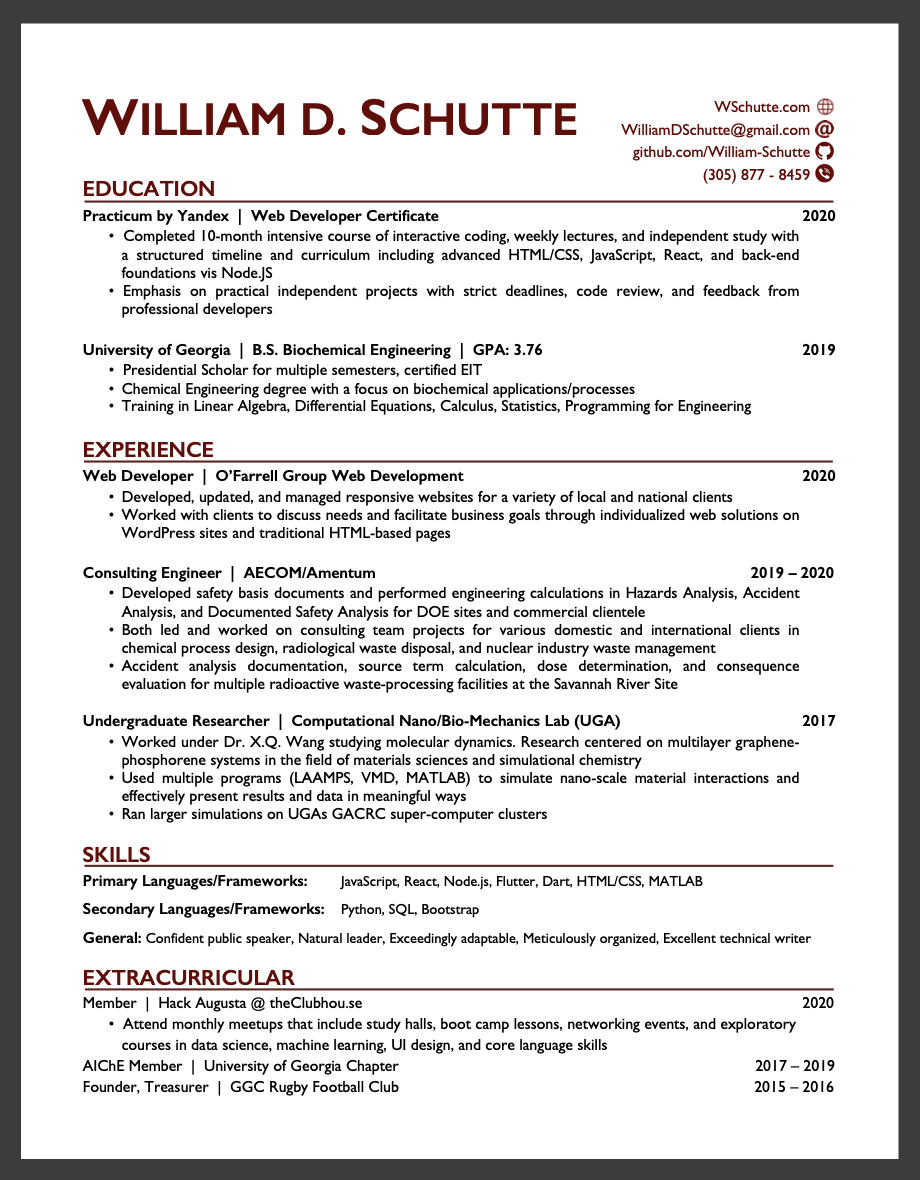 WILLIAM D. SCHUTTE
WSchutte.com
WilliamDSchutte@gmail.com
github.com/William-Schutte
(305) 877 - 8459
EDUCATION
Practicum by Yandex | Web Developer Certificate 2020
• Completed 10-month intensive course of interactive coding, weekly lectures, and independent study with
a structured timeline and curriculum including advanced HTML/CSS, JavaScript, React, and back-end
foundations vis Node.JS
• Emphasis on practical independent projects with strict deadlines, code review, and feedback from
professional developers
University of Georgia | B.S. Biochemical Engineering | GPA: 3.76 2019
• Presidential Scholar for multiple semesters, certified EIT
• Chemical Engineering degree with a focus on biochemical applications/processes
• Training in Linear Algebra, Differential Equations, Calculus, Statistics, Programming for Engineering
EXPERIENCE
Web Developer | O’Farrell Group Web Development 2020
• Developed, updated, and managed responsive websites for a variety of local and national clients
• Worked with clients to discuss needs and facilitate business goals through individualized web solutions on
WordPress sites and traditional HTML-based pages
Consulting Engineer | AECOM/Amentum 2019 – 2020
• Developed safety basis documents and performed engineering calculations in Hazards Analysis, Accident
Analysis, and Documented Safety Analysis for DOE sites and commercial clientele
• Both led and worked on consulting team projects for various domestic and international clients in
chemical process design, radiological waste disposal, and nuclear industry waste management
• Accident analysis documentation, source term calculation, dose determination, and consequence
evaluation for multiple radioactive waste-processing facilities at the Savannah River Site
Undergraduate Researcher | Computational Nano/Bio-Mechanics Lab (UGA) 2017
• Worked under Dr. X.Q. Wang studying molecular dynamics. Research centered on multilayer graphene-
phosphorene systems in the field of materials sciences and simulational chemistry
• Used multiple programs (LAAMPS, VMD, MATLAB) to simulate nano-scale material interactions and
effectively present results and data in meaningful ways
• Ran larger simulations on UGAs GACRC super-computer clusters
SKILLS
Primary Languages/Frameworks: JavaScript, React, Node.js, Flutter, Dart, HTML/CSS, MATLAB
Secondary Languages/Frameworks: Python, SQL, Bootstrap
General: Confident public speaker, Natural leader, Exceedingly adaptable, Meticulously organized, Excellent technical writer
EXTRACURRICULAR
Member | Hack Augusta @ theClubhou.se 2020
• Attend monthly meetups that include study halls, boot camp lessons, networking events, and exploratory
courses in data science, machine learning, UI design, and core language skills
AIChE Member | University of Georgia Chapter 2017 – 2019
Founder, Treasurer | GGC Rugby Football Club 2015 – 2016